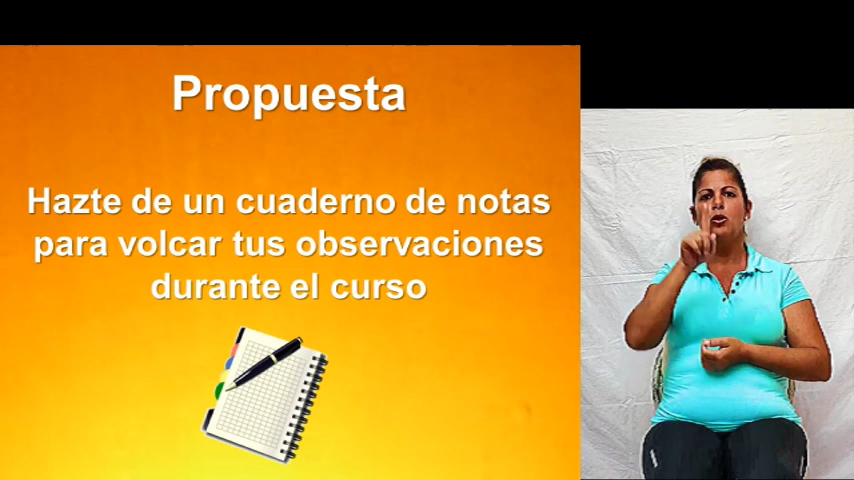 Propuesta
Hazte de un cuaderno de notas
para volcar tus observaciones
durante el curso